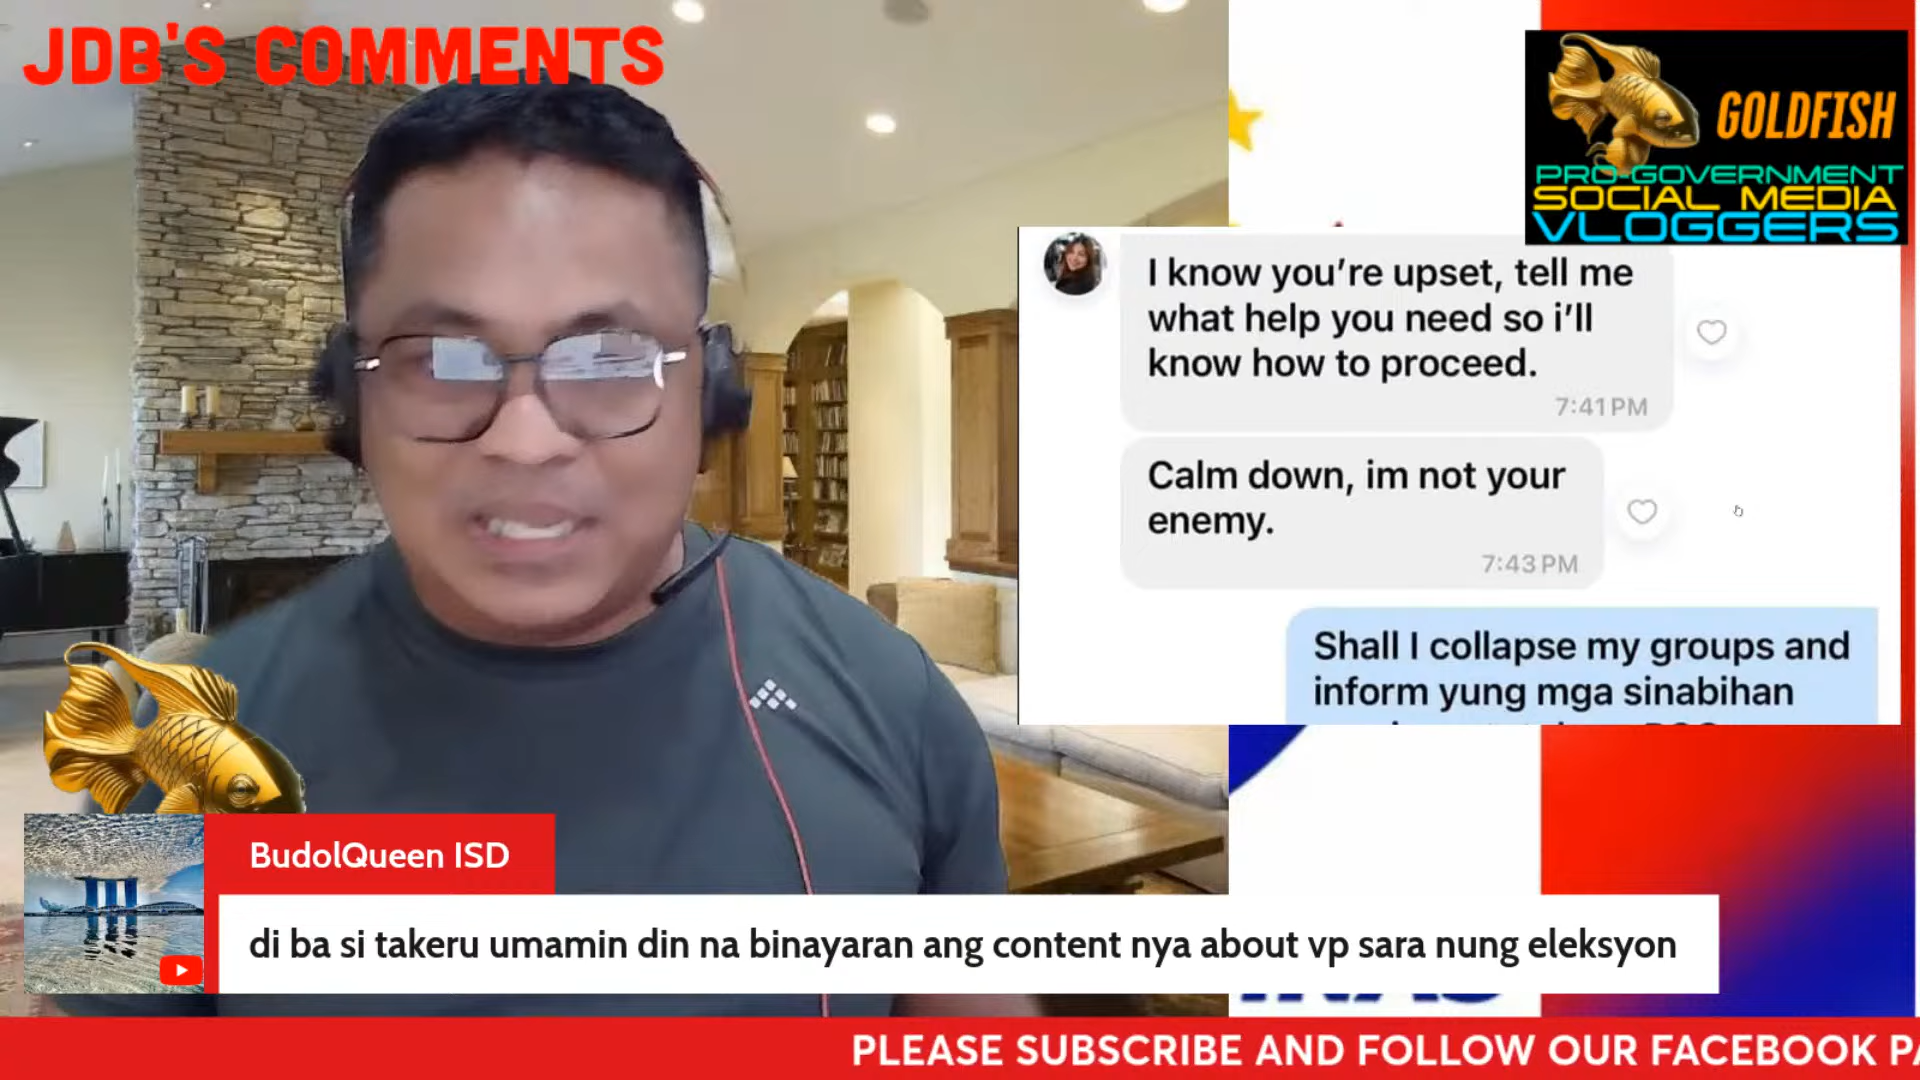 JDB'S COMMENTS
GOLDFISH
PRO-GOVERNMENT
SOCIAL MEDIA
VLOGGERS
I know you're upset, tell me
what help you need so i'll
know how to proceed.
7:41 PM
Calm down, im not your
enemy.
7:43 PM
Shall I collapse my groups and
inform yung mga sinabihan
BudolQueen ISD
di ba si takeru umamin din na binayaran ang content nya about vp sara nung eleksyon
PLEASE SUBSCRIBE AND FOLLOW OUR FACEBOOK PA